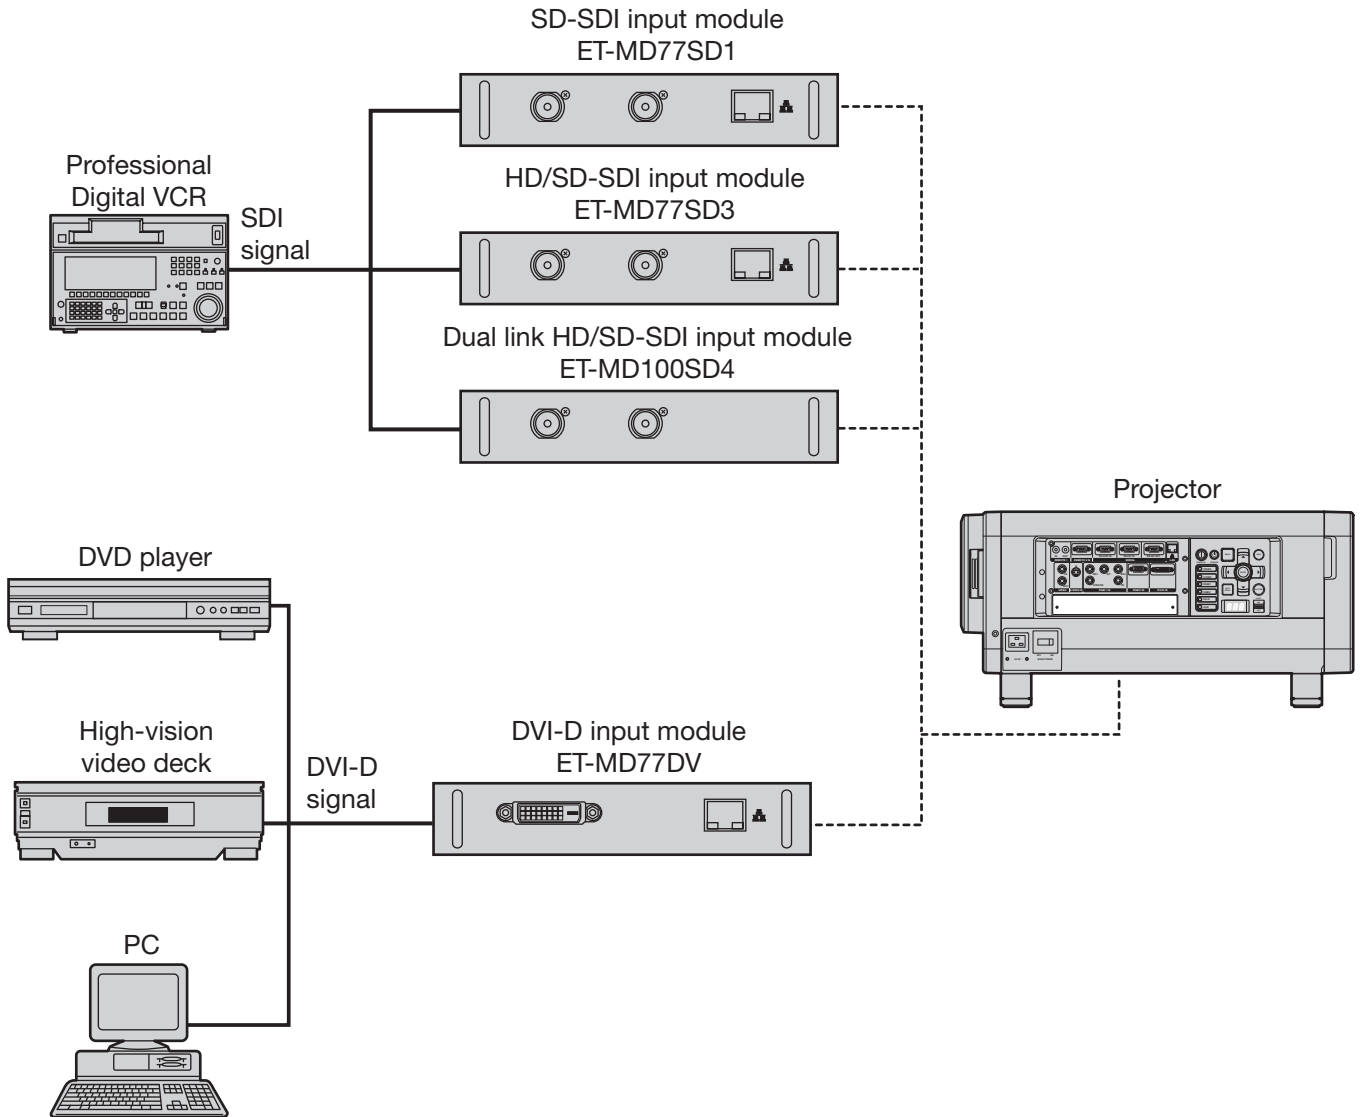 SD-SDI input module
ET-MD77SD1
Professional
Digital VCR
SDI
signal
HD/SD-SDI input module
ET-MD77SD3
Dual link HD/SD-SDI input module
ET-MD100SD4
Projector
DVD player
High-vision
video deck
DVI-D
signal
DVI-D input module
ET-MD77DV
PC